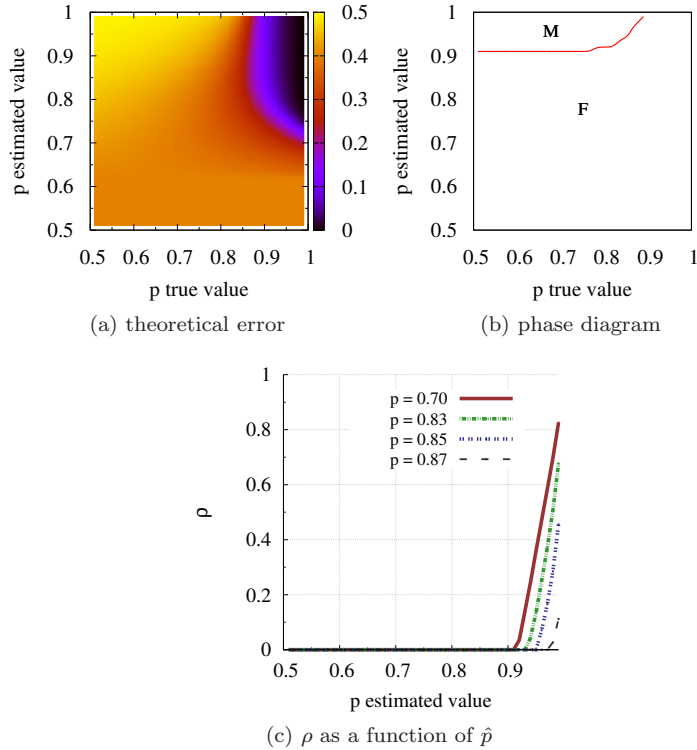 1
0.9
0.8
0.7
0.6
0.5
0.5 0.6 0.7 0.8 0.9 1
p estimated value
p true value
0.5
0.4
0.3
0.2
0.1
0
(a) theoretical error
1
0.9
0.8
0.7
0.6
0.5
0.5 0.6 0.7 0.8 0.9 1
p estimated value
p true value
M
F
(b) phase diagram
1
0.8
0.6
0.4
0.2
0
0.5 0.6 0.7 0.8 0.9
ρ
p = 0.70
p = 0.83
p = 0.85
p = 0.87
p estimated value
(c) ρ as a function of p̂